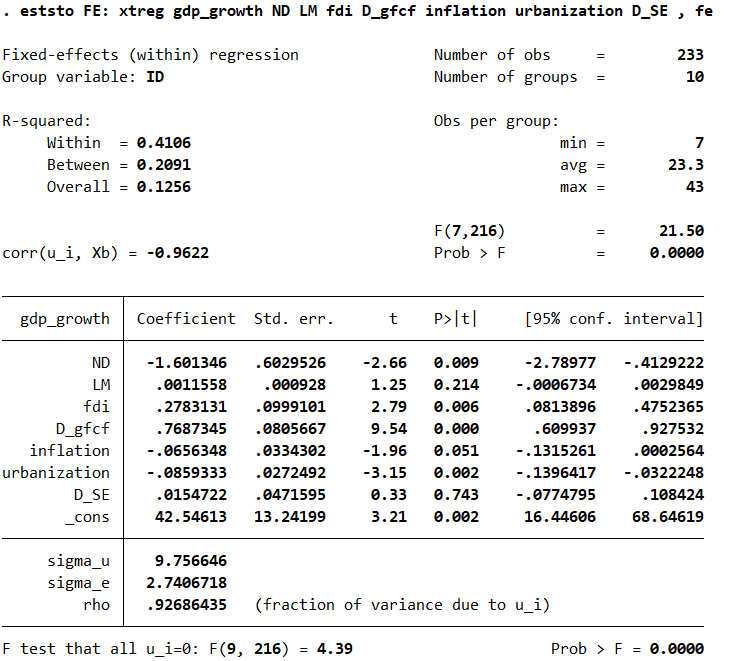 . eststo FE: xtreg gdp_growth ND LM fdi D_gfcf inflation urbanization D_SE , fe
Fixed-effects (within) regression Number of obs = 233
Group variable: ID Number of groups = 10
R-squared: Obs per group:
Within = 0.4106 min = 7
Between = 0.2091 avg = 23.3
Overall = 0.1256 max = 43
F(7,216) = 21.50
corr(u_i, Xb) = -0.9622 Prob > F = 0.0000
gdp_growth Coefficient Std. err. t P>|t| [95% conf. interval]
ND -1.601346 .6029526 -2.66 0.009 -2.78977 -.4129222
LM .0011558 .000928 1.25 0.214 -.0006734 .0029849
fdi .2783131 .0999101 2.79 0.006 .0813896 .4752365
D_gfcf .7687345 .0805667 9.54 0.000 .609937 .927532
inflation -.0656348 .0334302 -1.96 0.051 -.1315261 .0002564
urbanization -.0859333 .0272492 -3.15 0.002 -.1396417 -.0322248
D_SE .0154722 .0471595 0.33 0.743 -.0774795 .108424
_cons 42.54613 13.24199 3.21 0.002 16.44606 68.64619
sigma_u 9.756646
sigma_e 2.7406718
rho .92686435 (fraction of variance due to u_i)
F test that all u_i=0: F(9, 216) = 4.39 Prob > F = 0.0000